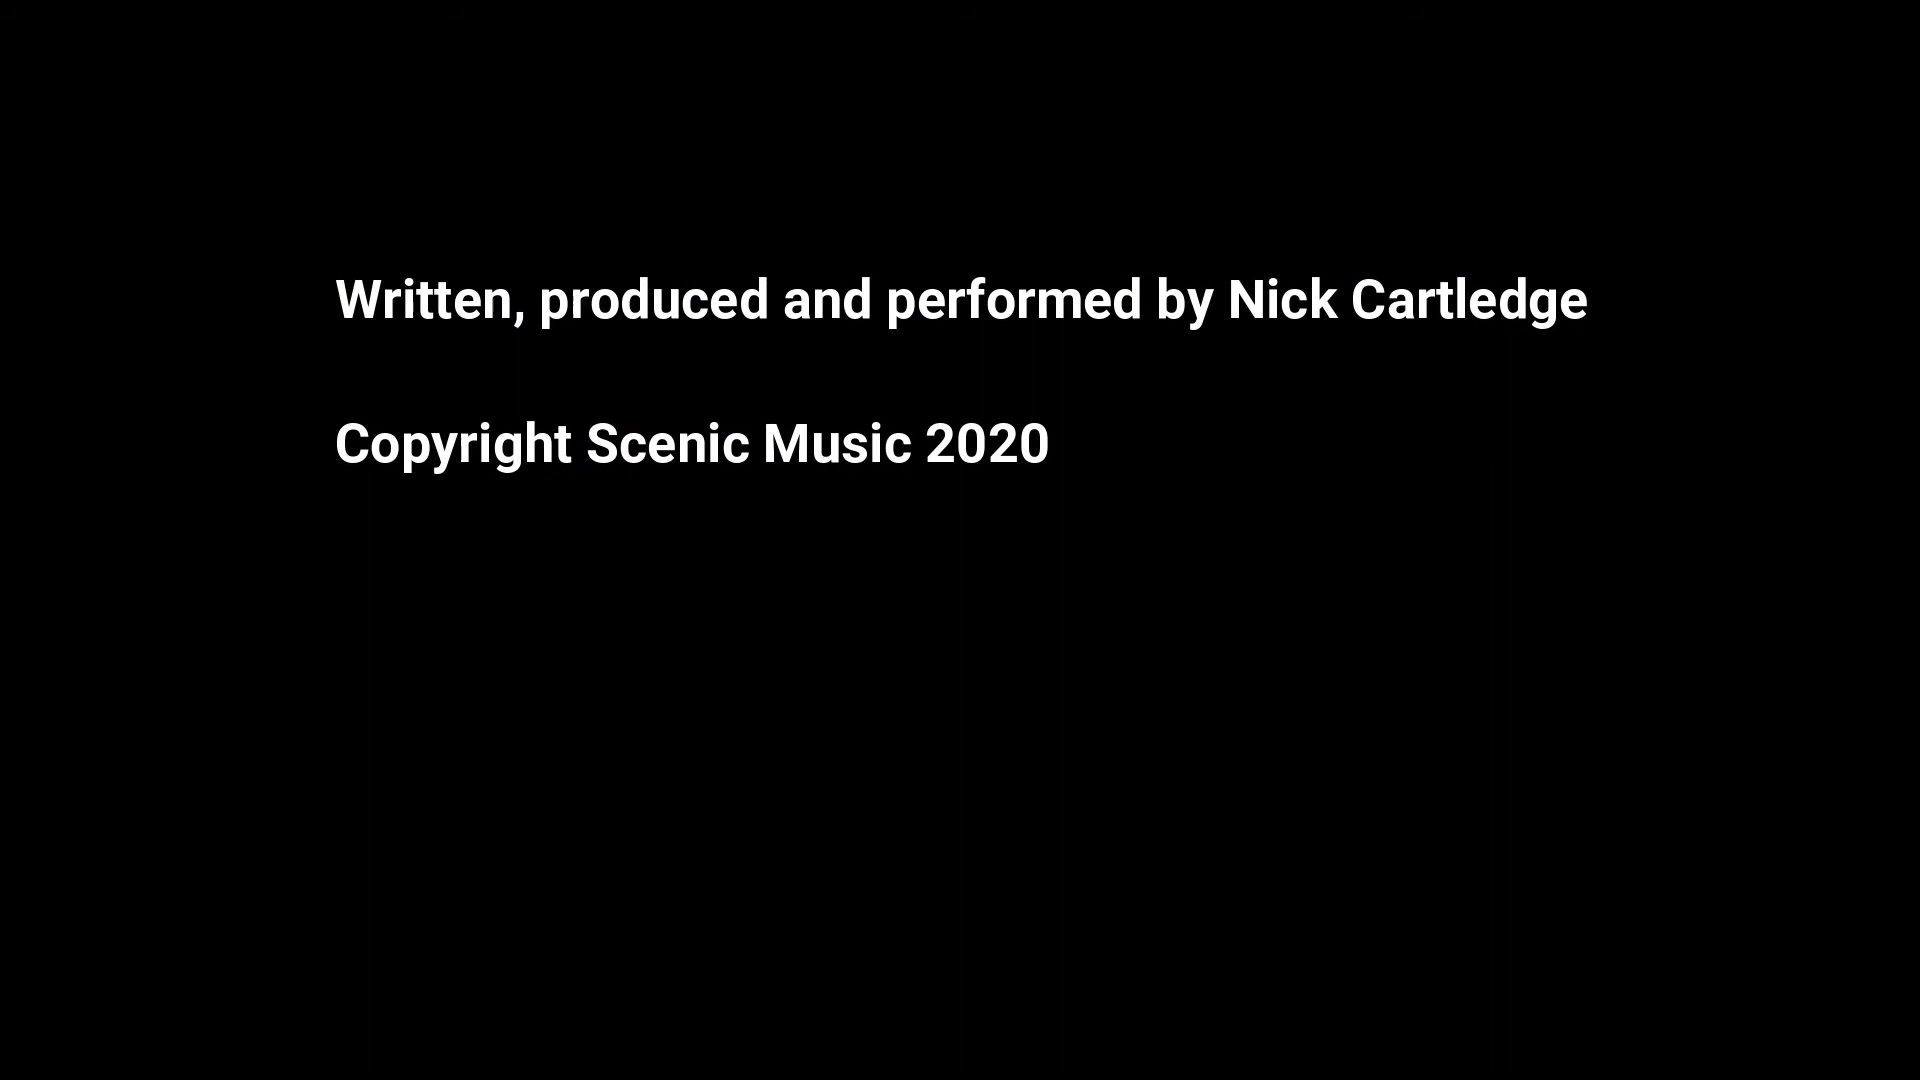 Written, produced and performed by Nick Cartledge
Copyright Scenic Music 2020